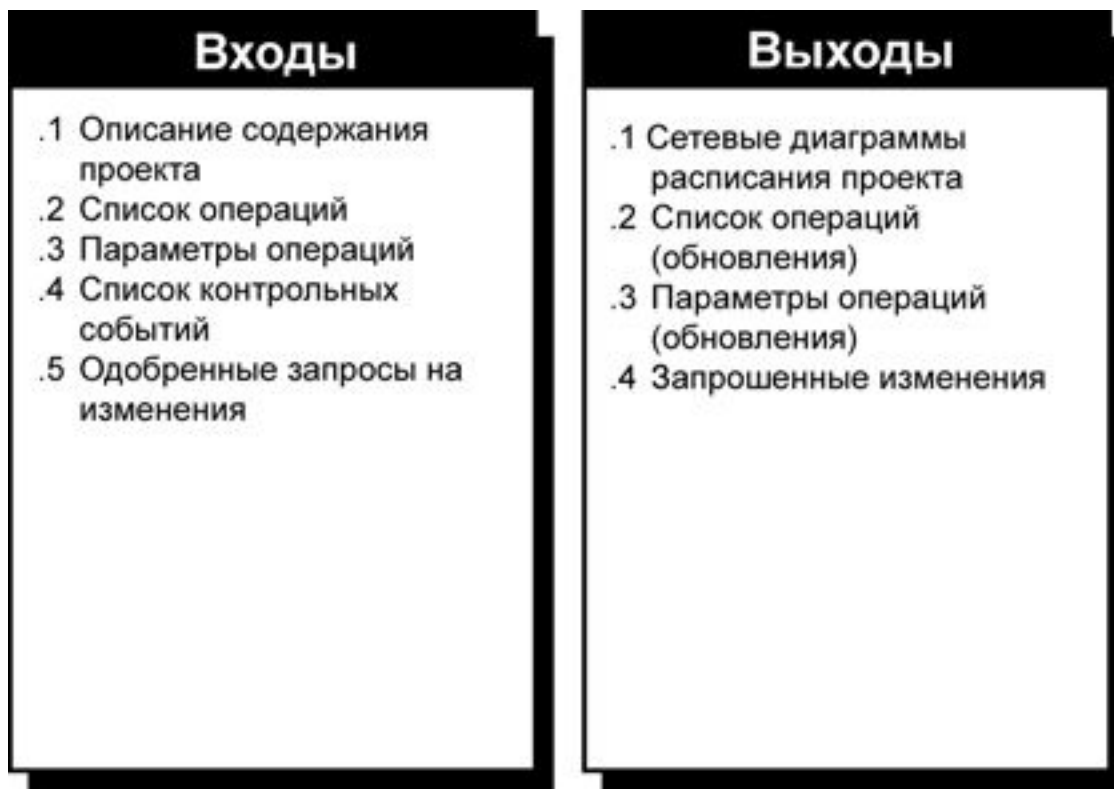 Входы
.1 Описание содержания
проекта
.2 Список операций
.3 Параметры операций
.4 Список контрольных
событий
.5 Одобренные запросы на
изменения
Выходы
.1 Сетевые диаграммы
расписания проекта
.2 Список операций
(обновления)
.3 Параметры операций
(обновления)
.4 Запрошенные изменения